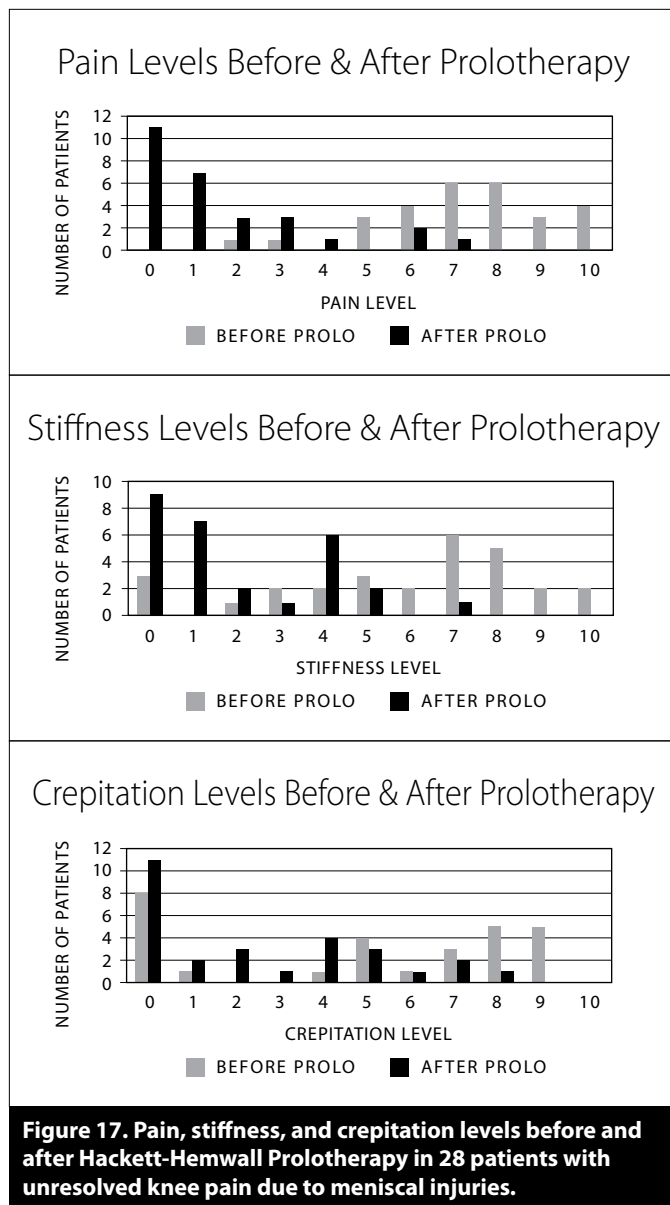 Pain Levels Before & After Prolotherapy
NUMBER OF PATIENTS
12
10
8
6
4
2
0
0 1 2 3 4 5 6 7 8 9 10
PAIN LEVEL
BEFORE PROLO AFTER PROLO
Stiffness Levels Before & After Prolotherapy
NUMBER OF PATIENTS
10
8
6
4
2
0
0 1 2 3 4 5 6 7 8 9 10
STIFFNESS LEVEL
BEFORE PROLO AFTER PROLO
Crepitation Levels Before & After Prolotherapy
NUMBER OF PATIENTS
12
10
8
6
4
2
0
0 1 2 3 4 5 6 7 8 9 10
CREPITATION LEVEL
BEFORE PROLO AFTER PROLO
Figure 17. Pain, stiffness, and crepitation levels before and
after Hackett-Hemwall Prolotherapy in 28 patients with
unresolved knee pain due to meniscal injuries.